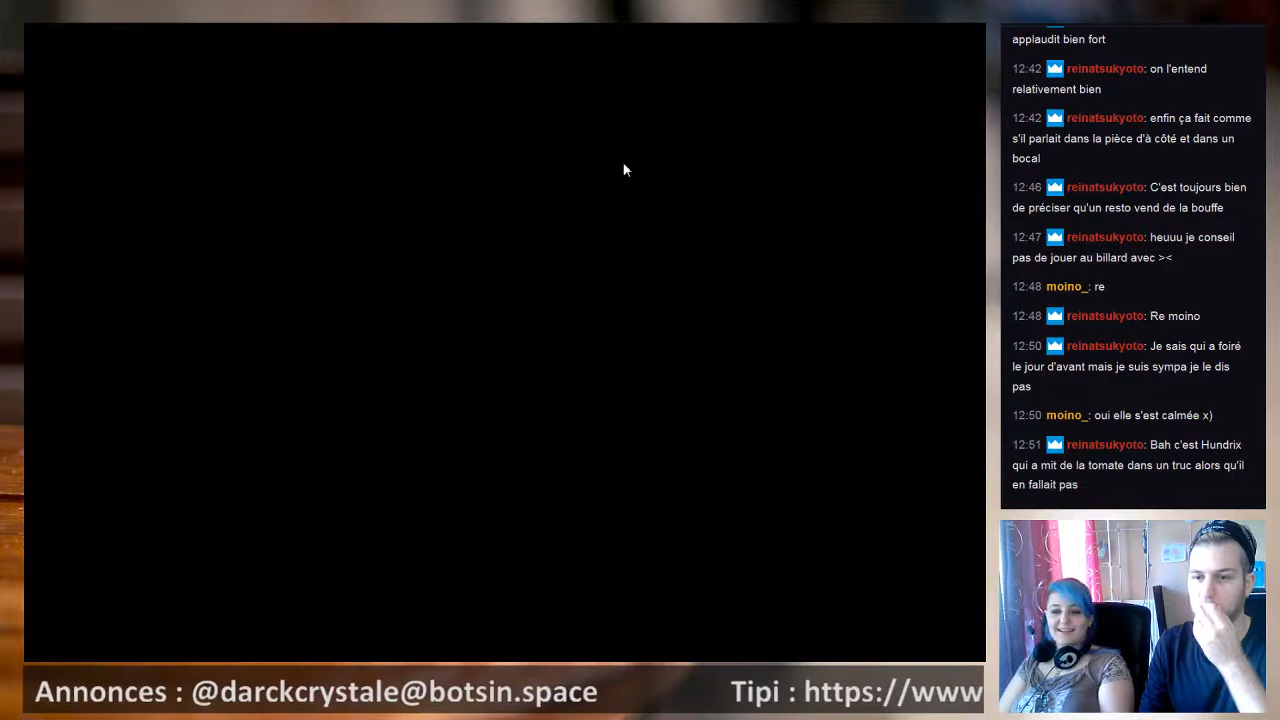 applaudit bien fort
12:42 reinatsukyoto: on l'entend
relativement bien
12:42 reinatsukyoto: enfin ça fait comme
s'il parlait dans la pièce d'à côté et dans un
bocal
12:46 reinatsukyoto: C'est toujours bien
de préciser qu'un resto vend de la bouffe
12:47 reinatsukyoto: heuuu je conseil
pas de jouer au billard avec ><
12:48 moino_: re
12:48 reinatsukyoto: Re moino
12:50 reinatsukyoto: Je sais qui a foiré
le jour d'avant mais je suis sympa je le dis
pas
12:50 moino_: oui elle s'est calmée x)
12:51 reinatsukyoto: Bah c'est Hundrix
qui a mit de la tomate dans un truc alors qu'il
en fallait pas
Annonces : @darckcrystale@botsin.space Tipi : https://www